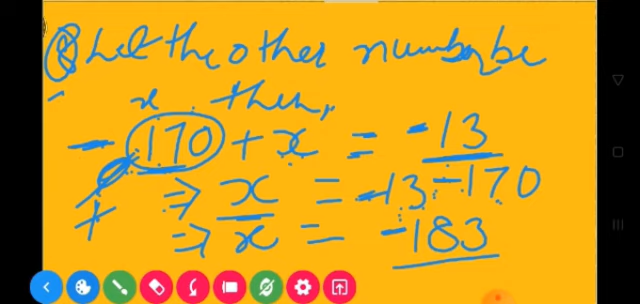 Let the other number be
x. then,
- 170 + x = -13
+ ⇒ x = -13 -170
⇒ x = -183